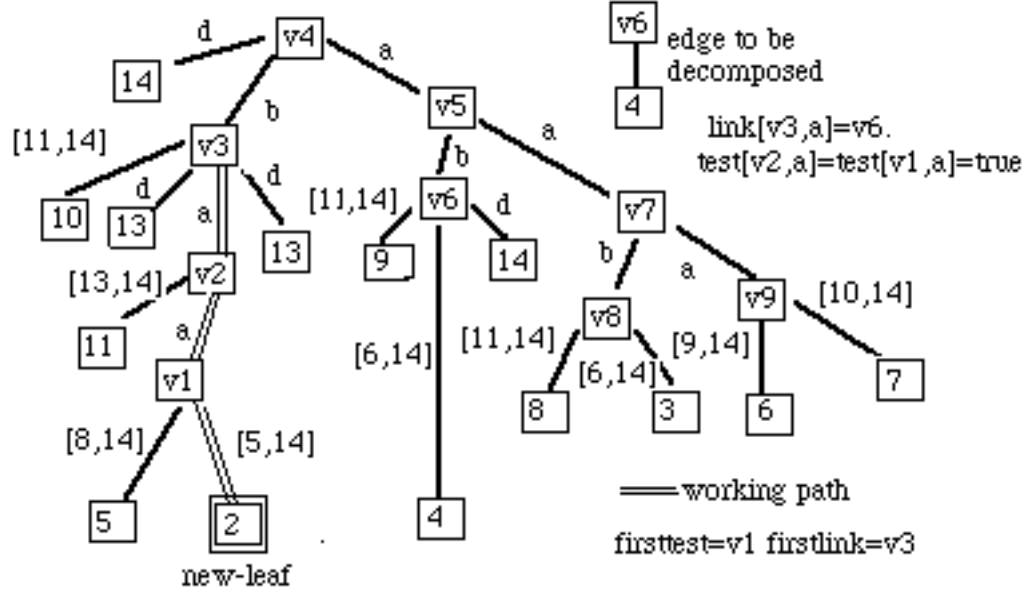 d
v4
a
v6
edge to be
decomposed
14
4
b
v5
a
link[v3,a]=v6.
test[v2,a]=test[v1,a]=true
[11,14]
v3
b
d
d
[11,14]
v6
d
v7
10
13
a
13
9
14
b
a
[13,14]
v2
v9
[10,14]
11
a
v8
[6,14]
[11,14]
[9,14]
v1
[6,14]
7
8
3
6
[8,14]
[5,14]
5
2
4
working path
firsttest=v1 firstlink=v3
new-leaf